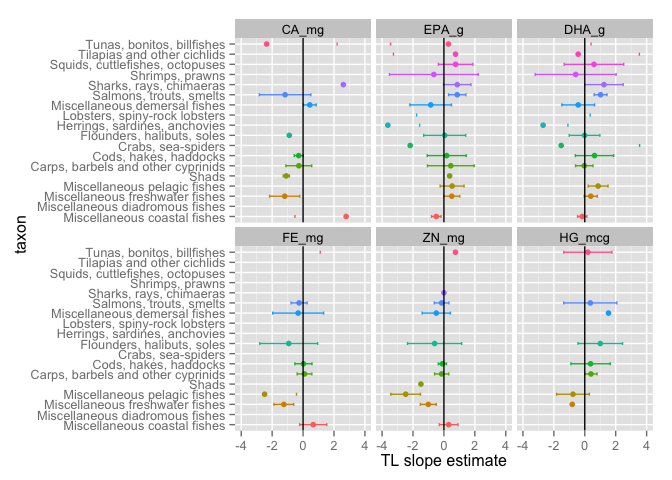 CA_mg EPA_g DHA_g
Tunas, bonitos, billfishes
Tilapias and other cichlids
Squids, cuttlefishes, octopuses
Shrimps, prawns
Sharks, rays, chimaeras
Salmons, trouts, smelts
Miscellaneous demersal fishes
Lobsters, spiny-rock lobsters
Herrings, sardines, anchovies
Flounders, halibuts, soles
Crabs, sea-spiders
Cods, hakes, haddocks
Carps, barbels and other cyprinids
Shads
Miscellaneous pelagic fishes
Miscellaneous freshwater fishes
Miscellaneous diadromous fishes
Miscellaneous coastal fishes
taxon
FE_mg ZN_mg HG_mcg
Tunas, bonitos, billfishes
Tilapias and other cichlids
Squids, cuttlefishes, octopuses
Shrimps, prawns
Sharks, rays, chimaeras
Salmons, trouts, smelts
Miscellaneous demersal fishes
Lobsters, spiny-rock lobsters
Herrings, sardines, anchovies
Flounders, halibuts, soles
Crabs, sea-spiders
Cods, hakes, haddocks
Carps, barbels and other cyprinids
Shads
Miscellaneous pelagic fishes
Miscellaneous freshwater fishes
Miscellaneous diadromous fishes
Miscellaneous coastal fishes
-4 -2 0 2 4 -4 -2 0 2 4 -4 -2 0 2 4
TL slope estimate